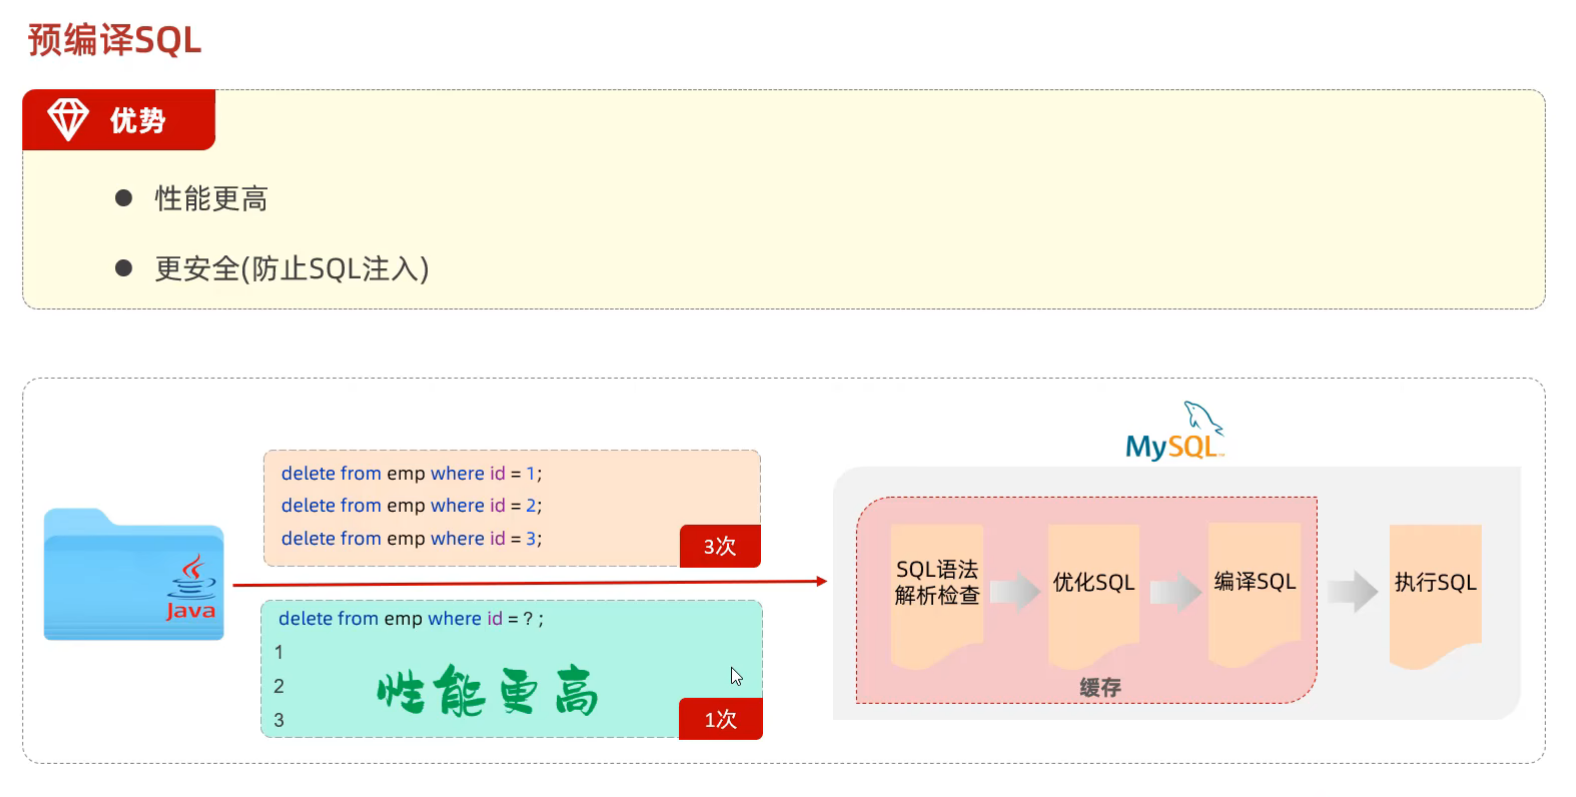 预编译SQL
优势
性能更高
更安全(防止SQL注入)
delete from emp where id = 1;
delete from emp where id = 2;
delete from emp where id = 3;
3次
Java
delete from emp where id = ? ;
1
2
3
性能更高
1次
MySQL
SQL语法
解析检查
优化SQL
编译SQL
执行SQL
缓存